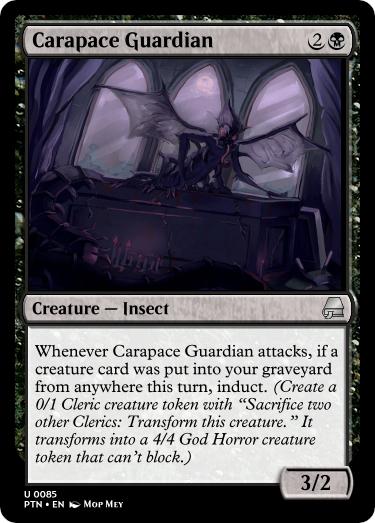 Carapace Guardian 2
Creature — Insect
Whenever Carapace Guardian attacks, if a
creature card was put into your graveyard
from anywhere this turn, induct. (Create a
0/1 Cleric creature token with “Sacrifice two
other Clerics: Transform this creature.” It
transforms into a 4/4 God Horror creature
token that can’t block.)
3/2
U 0085
PTN • EN Mop Mey